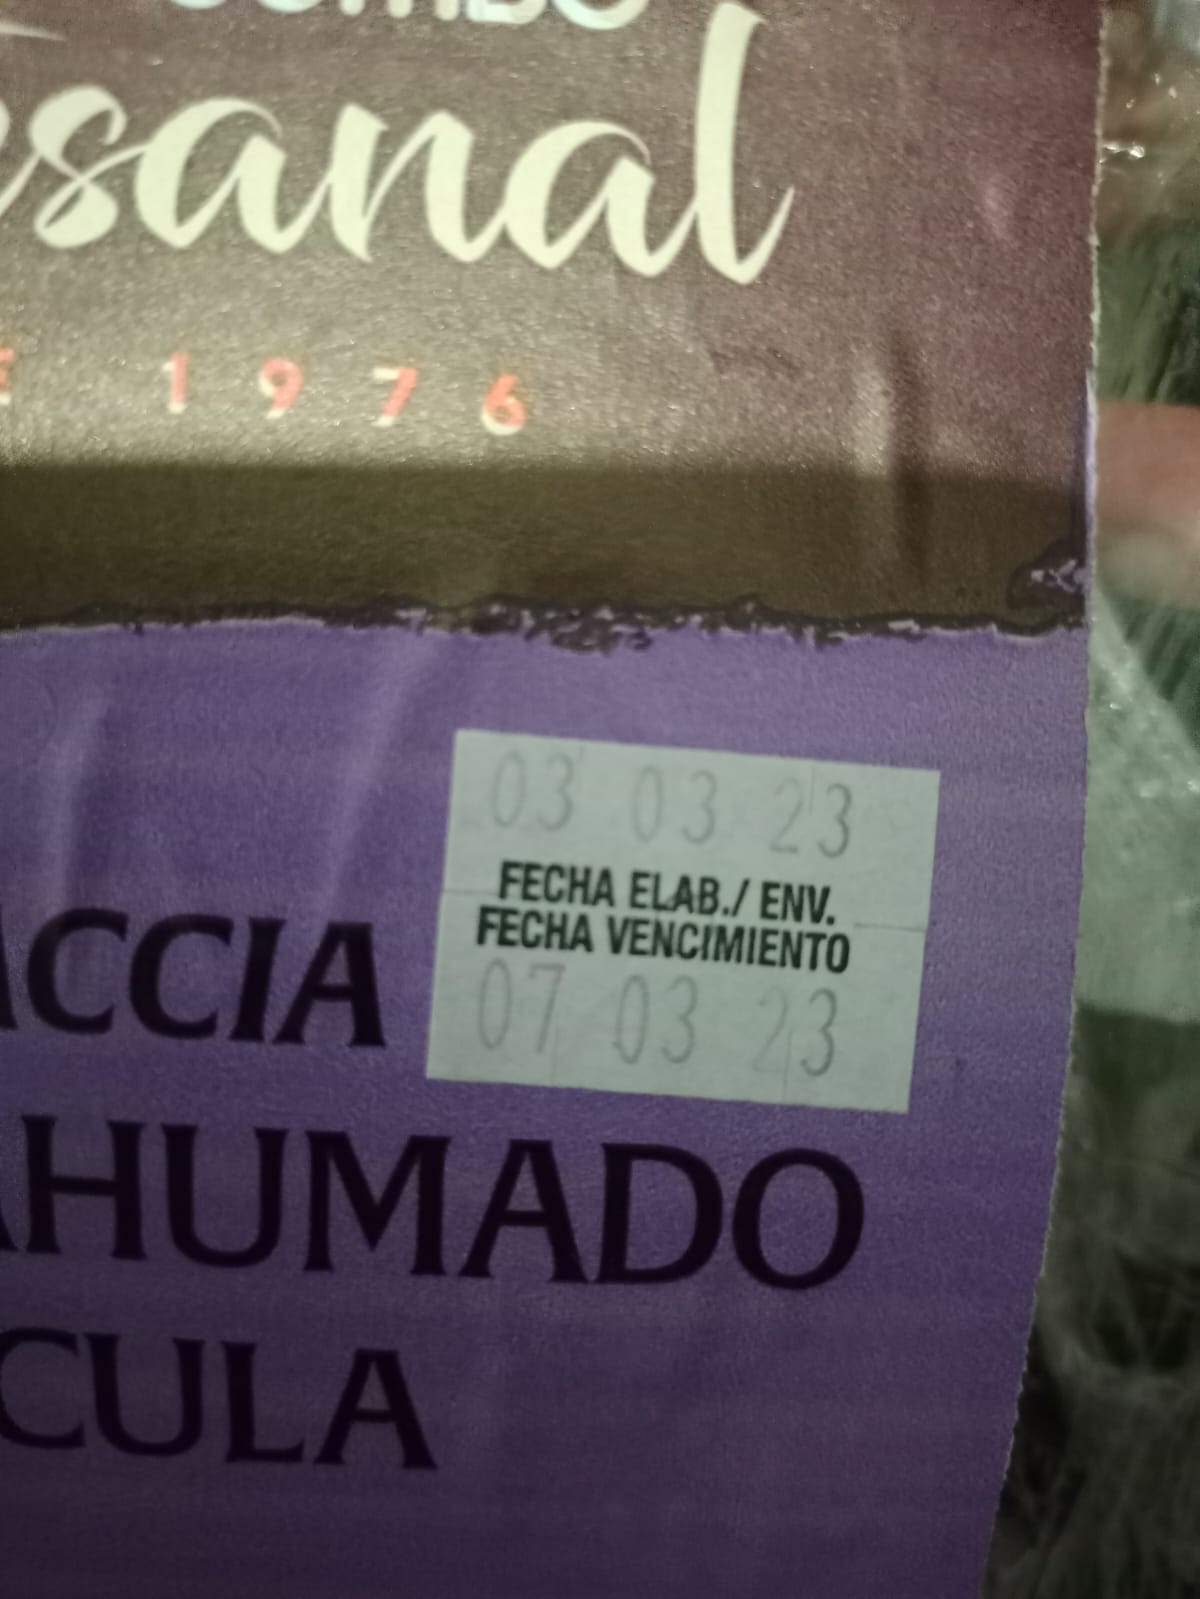 sanal
1976
03 03 23
FECHA ELAB./ ENV.
FECHA VENCIMIENTO
07 03 23
ACCIA
AHUMADO
CULA